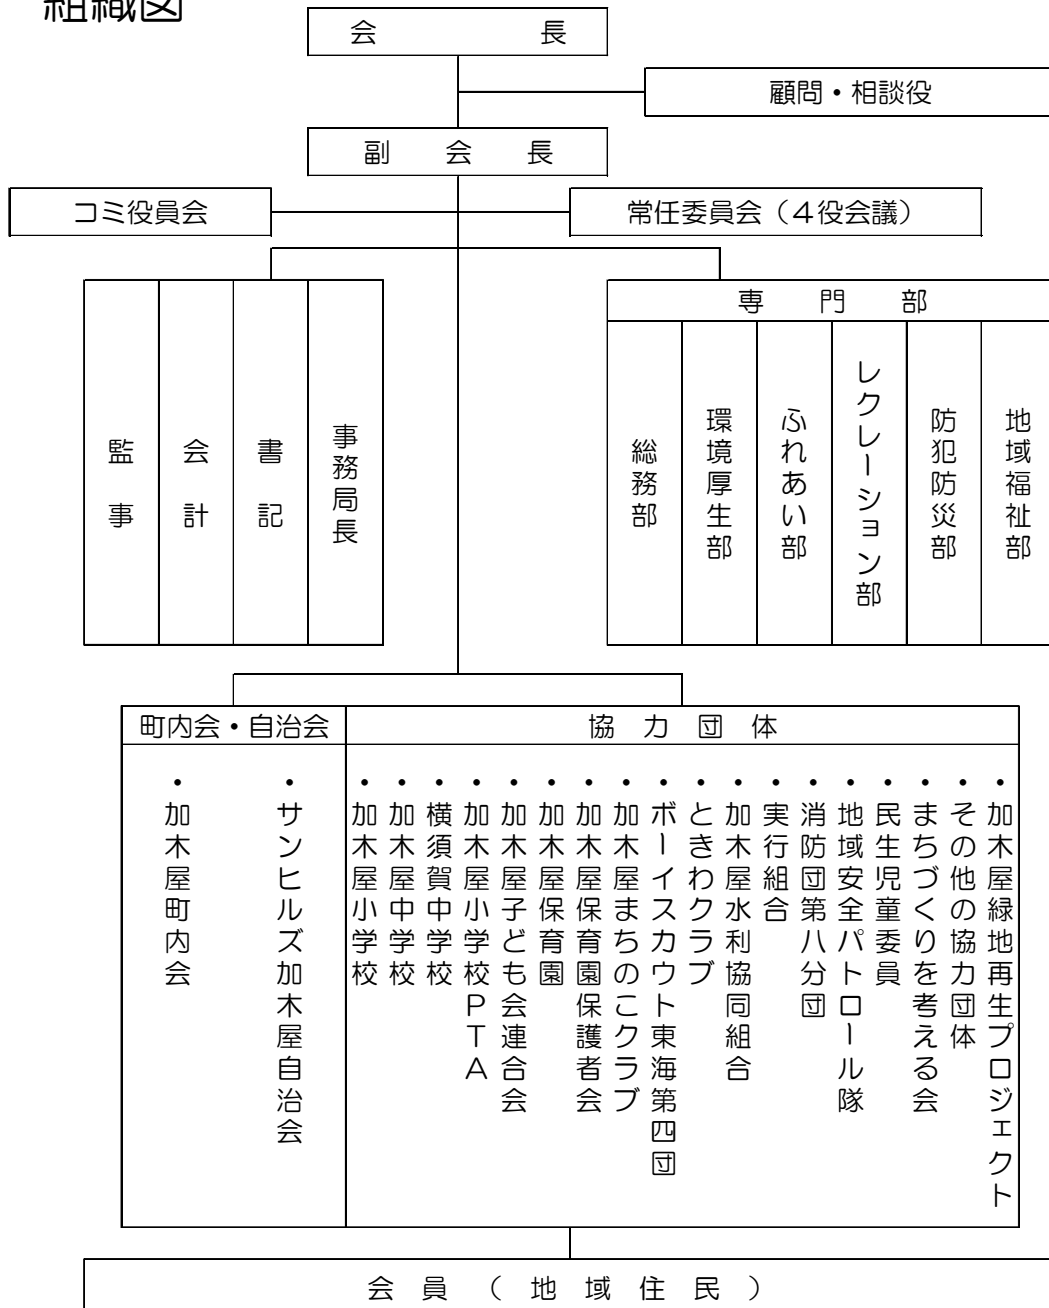 組織図
会長
顧問・相談役
副会長
コミ役員会
常任委員会(4役会議)
監事
会計
書記
事務局長
専門部
総務部
環境厚生部
ふれあい部
レクレーション部
防犯防災部
地域福祉部
町内会・自治会
・加木屋町内会
・サンヒルズ加木屋自治会
協力団体
・加木屋小学校
・加木屋中学校
・横須賀中学校
・加木屋小学校PTA
・加木屋子ども会連合会
・加木屋保育園
・加木屋保育園保護者会
・加木屋まちのこクラブ
・ボーイスカウト東海第四団
・ときわクラブ
・加木屋水利協同組合
・実行組合
・消防団第八分団
・地域安全パトロール隊
・民生児童委員
・まちづくりを考える会
・その他の協力団体
・加木屋緑地再生プロジェクト
会員(地域住民)